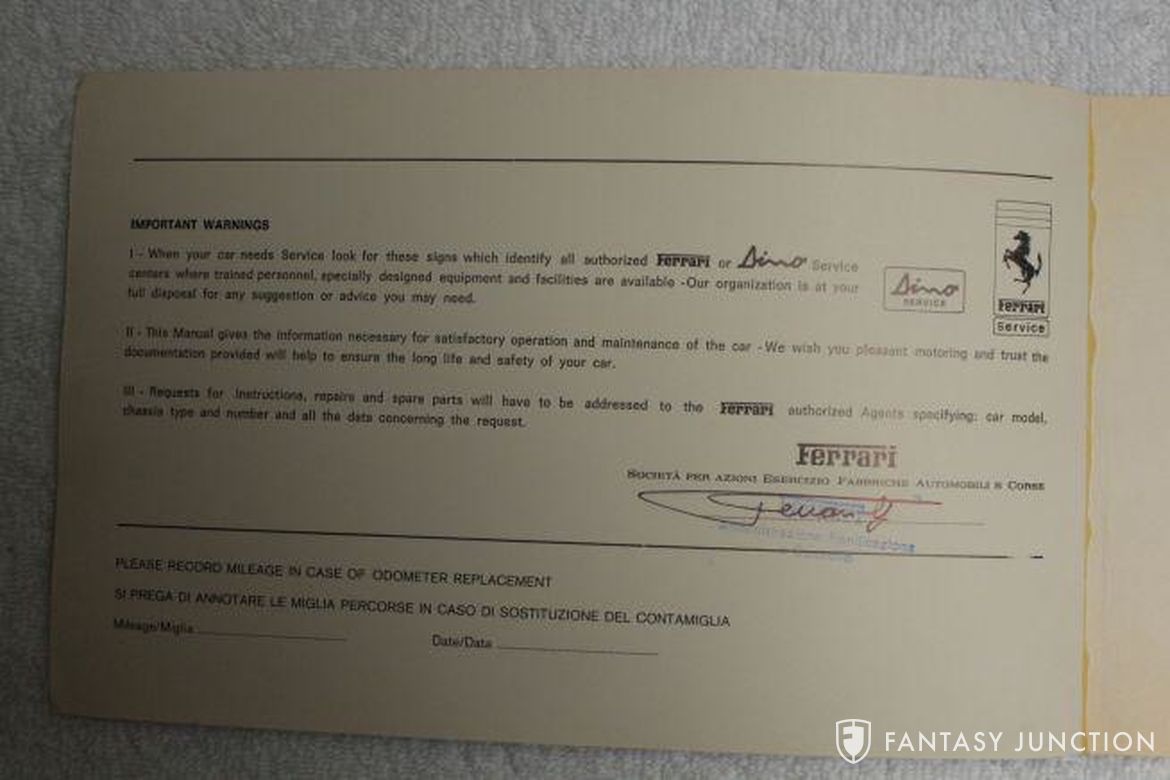 IMPORTANT WARNINGS
I - When your car needs Service look for these signs which identify all authorized Ferrari or Dino Service
centers where trained personnel, specially designed equipment and facilities are available - Our organization is at your
full disposal for any suggestion or advice you may need.
Dino
SERVICE
Ferrari
Service
II - This Manual gives the information necessary for satisfactory operation and maintenance of the car - We wish you pleasant motoring and trust the
documentation provided will help to ensure the long life and safety of your car.
III - Requests for instructions, repairs and spare parts will have to be addressed to the Ferrari authorized Agents specifying: car model,
chassis type and number and all the data concerning the request.
Ferrari
SOCIETÀ PER AZIONI ESERCIZIO FABBRICHE AUTOMOBILI E CORSE
PLEASE RECORD MILEAGE IN CASE OF ODOMETER REPLACEMENT
SI PREGA DI ANNOTARE LE MIGLIA PERCORSE IN CASO DI SOSTITUZIONE DEL CONTAMIGLIA
Mileage/Miglia
Date/Data
FANTASY JUNCTION